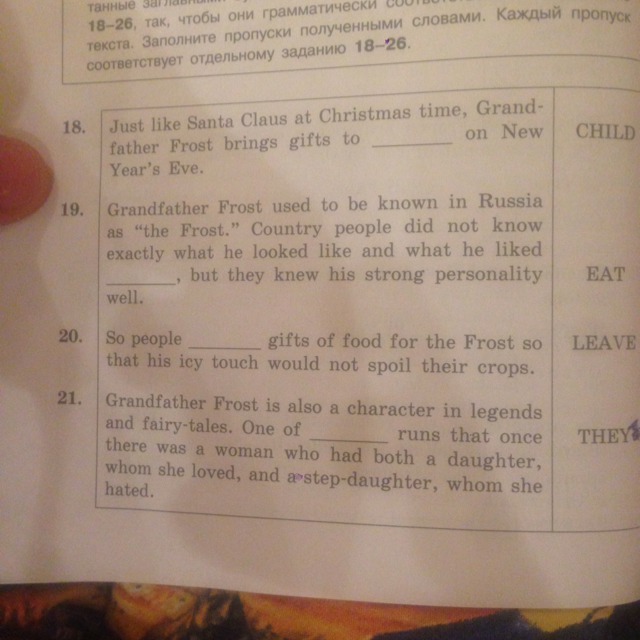 18–26, так, чтобы они грамматически
текста. Заполните пропуски полученными словами. Каждый пропуск
соответствует отдельному заданию 18–26.
18. Just like Santa Claus at Christmas time, Grand-
father Frost brings gifts to ________ on New CHILD
Year's Eve.
19. Grandfather Frost used to be known in Russia
as "the Frost." Country people did not know
exactly what he looked like and what he liked
_______, but they knew his strong personality EAT
well.
20. So people _______ gifts of food for the Frost so LEAVE
that his icy touch would not spoil their crops.
21. Grandfather Frost is also a character in legends
and fairy-tales. One of ________ runs that once THEY
there was a woman who had both a daughter,
whom she loved, and a step-daughter, whom she
hated.